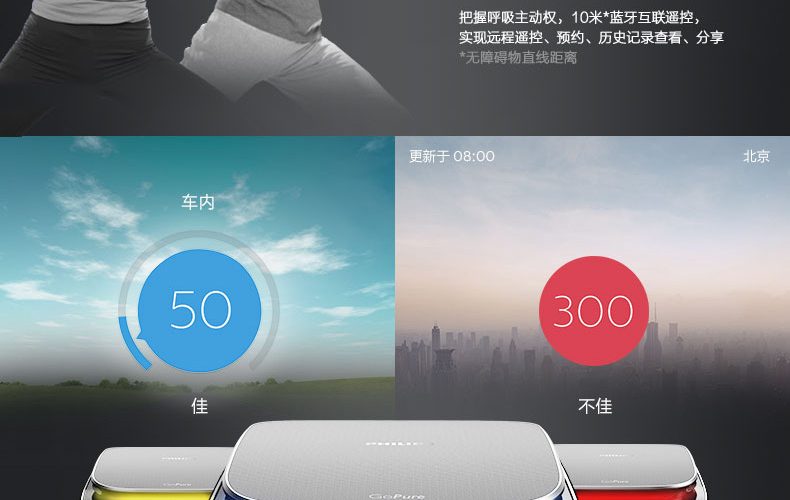 把握呼吸主动权，10米*蓝牙互联遥控，
实现远程遥控、预约、历史记录查看、分享
*无障碍物直线距离
更新于 08:00
北京
车内
50
佳
300
不佳
GoPure
GoPure
GoPure